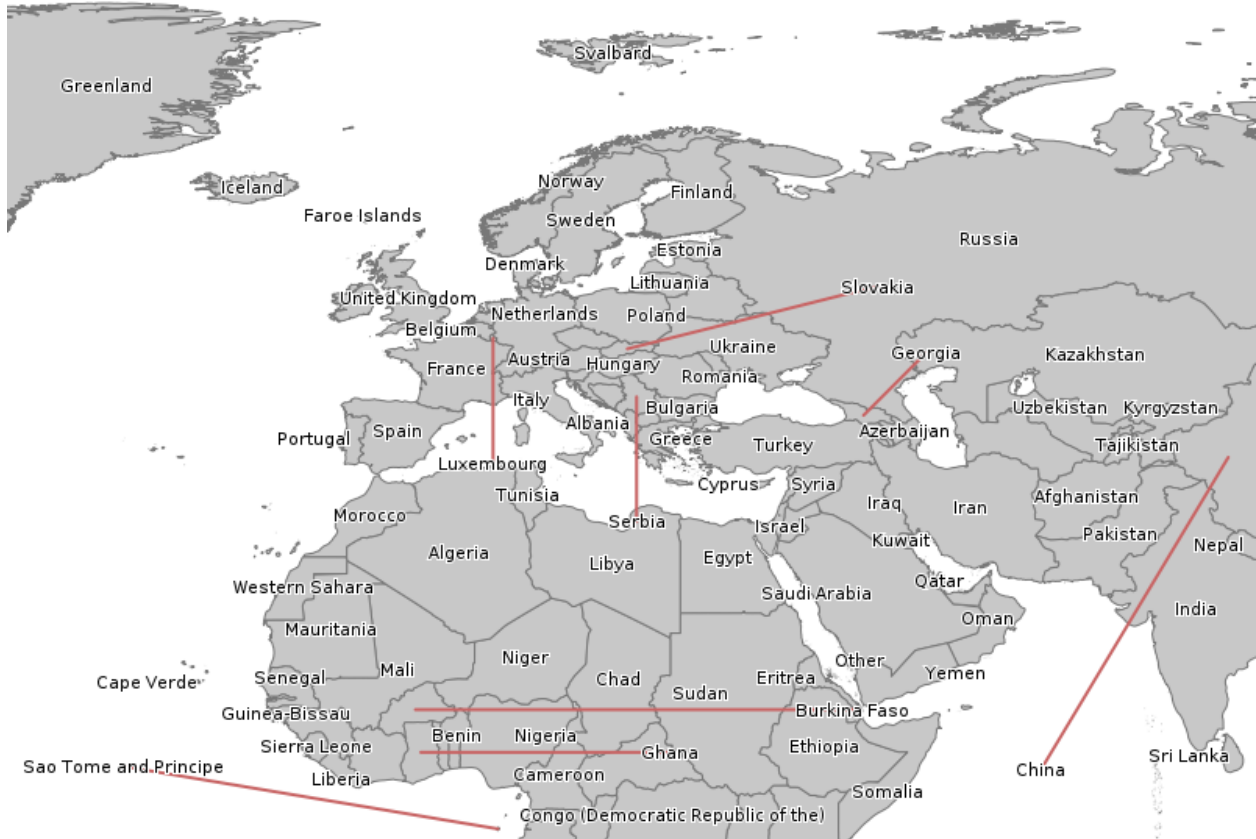 Svalbard
Greenland
Norway
Iceland
Finland
Faoe Islands
Sweden
Russia
Estonia
Denmark
Lithuania
Slovakia
United Kingdom
Netherlands
Poland
Belgium
Ukraine
Georgia
Kazakhstan
Austria
Hungary
France
Romania
Italy
Bulgaria
Uzbekistan
Kyrgyzstan
Albania
Spain
Azerbaijan
Portugal
Greece
Turkey
Tajikistan
Luxembourg
Cyprus
Syria
Tunisia
Afghanistan
Iraq
Iran
Morocco
Serbia
Israel
Pakistan
Kuwait
Nepal
Algeria
Egypt
Libya
Qatar
Western Sahara
Saudi Arabia
India
Oman
Mauritania
Niger
Other
Mali
Yemen
Senegal
Chad
Eritrea
Cape Verde
Sudan
Burkina Faso
Guinea-Bissau
Benin
Nigeria
Sierra Leone
Ethiopia
Ghana
Sri Lanka
Sao Tome and Principe
China
Cameroon
Liberia
Somalia
Congo (Democratic Republic of the)